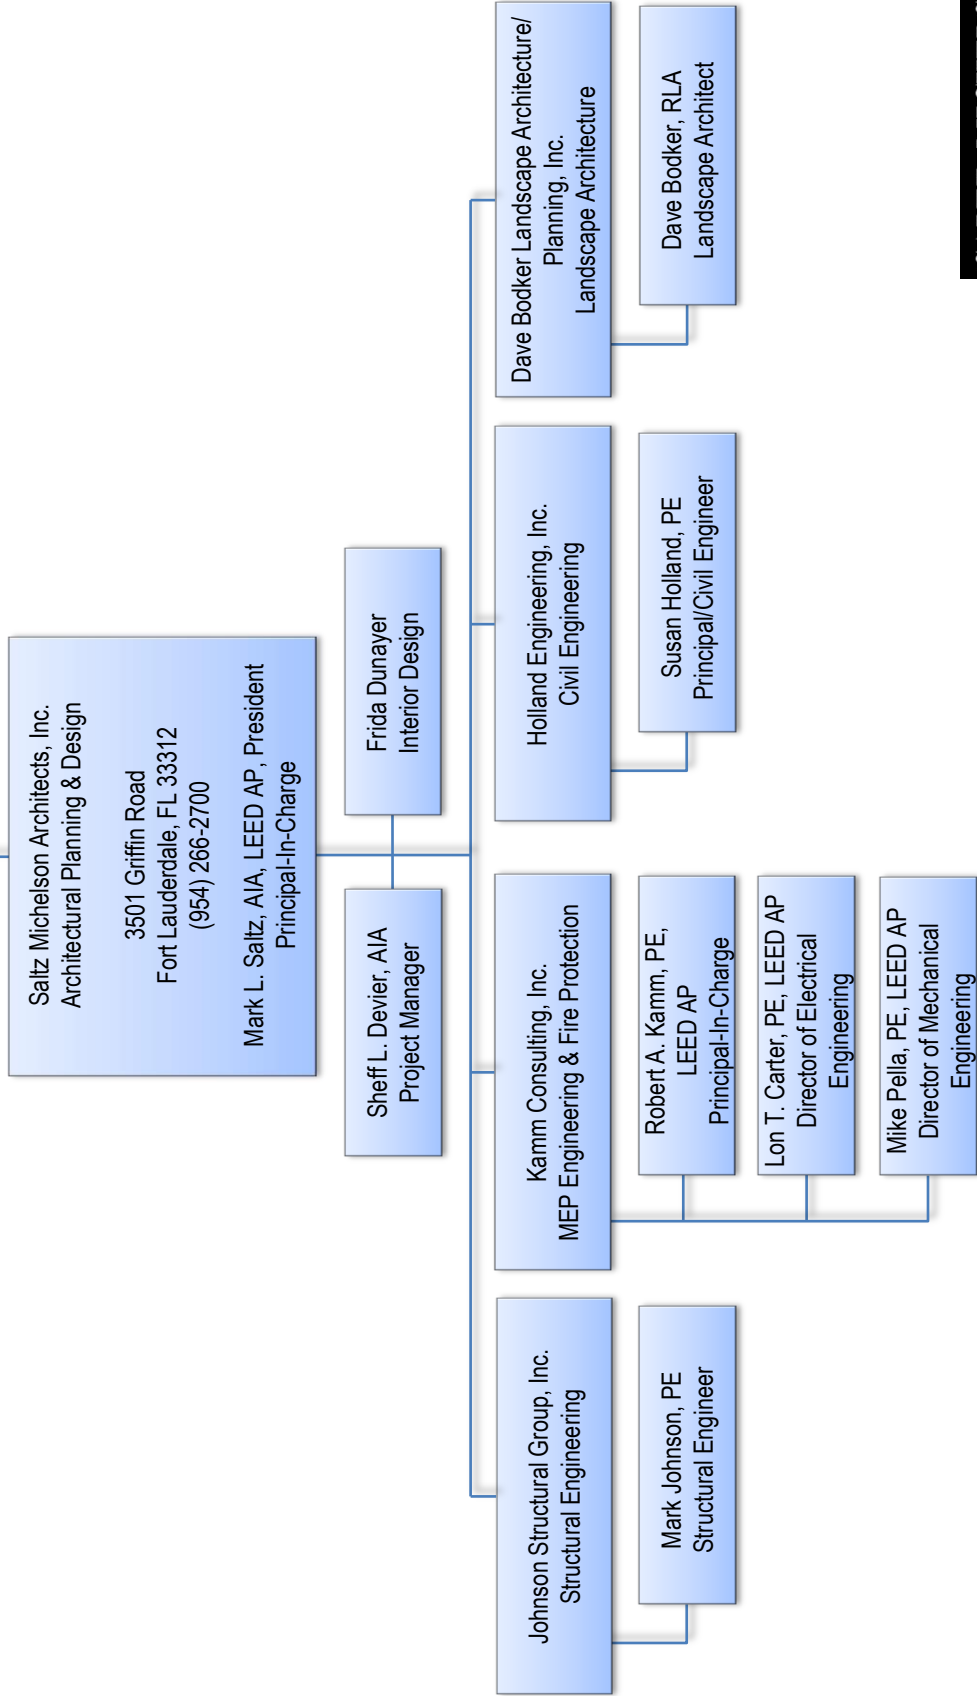 Saltz Michelson Architects, Inc.
Architectural Planning & Design
3501 Griffin Road
Fort Lauderdale, FL 33312
(954) 266-2700
Mark L. Saltz, AIA, LEED AP, President
Principal-In-Charge
Sheff L. Devier, AIA
Project Manager
Frida Dunayer
Interior Design
Johnson Structural Group, Inc.
Structural Engineering
Mark Johnson, PE
Structural Engineer
Kamm Consulting, Inc.
MEP Engineering & Fire Protection
Robert A. Kamm, PE,
LEED AP
Principal-In-Charge
Lon T. Carter, PE, LEED AP
Director of Electrical
Engineering
Mike Pella, PE, LEED AP
Director of Mechanical
Engineering
Holland Engineering, Inc.
Civil Engineering
Susan Holland, PE
Principal/Civil Engineer
Dave Bodker Landscape Architecture/
Planning, Inc.
Landscape Architecture
Dave Bodker, RLA
Landscape Architect